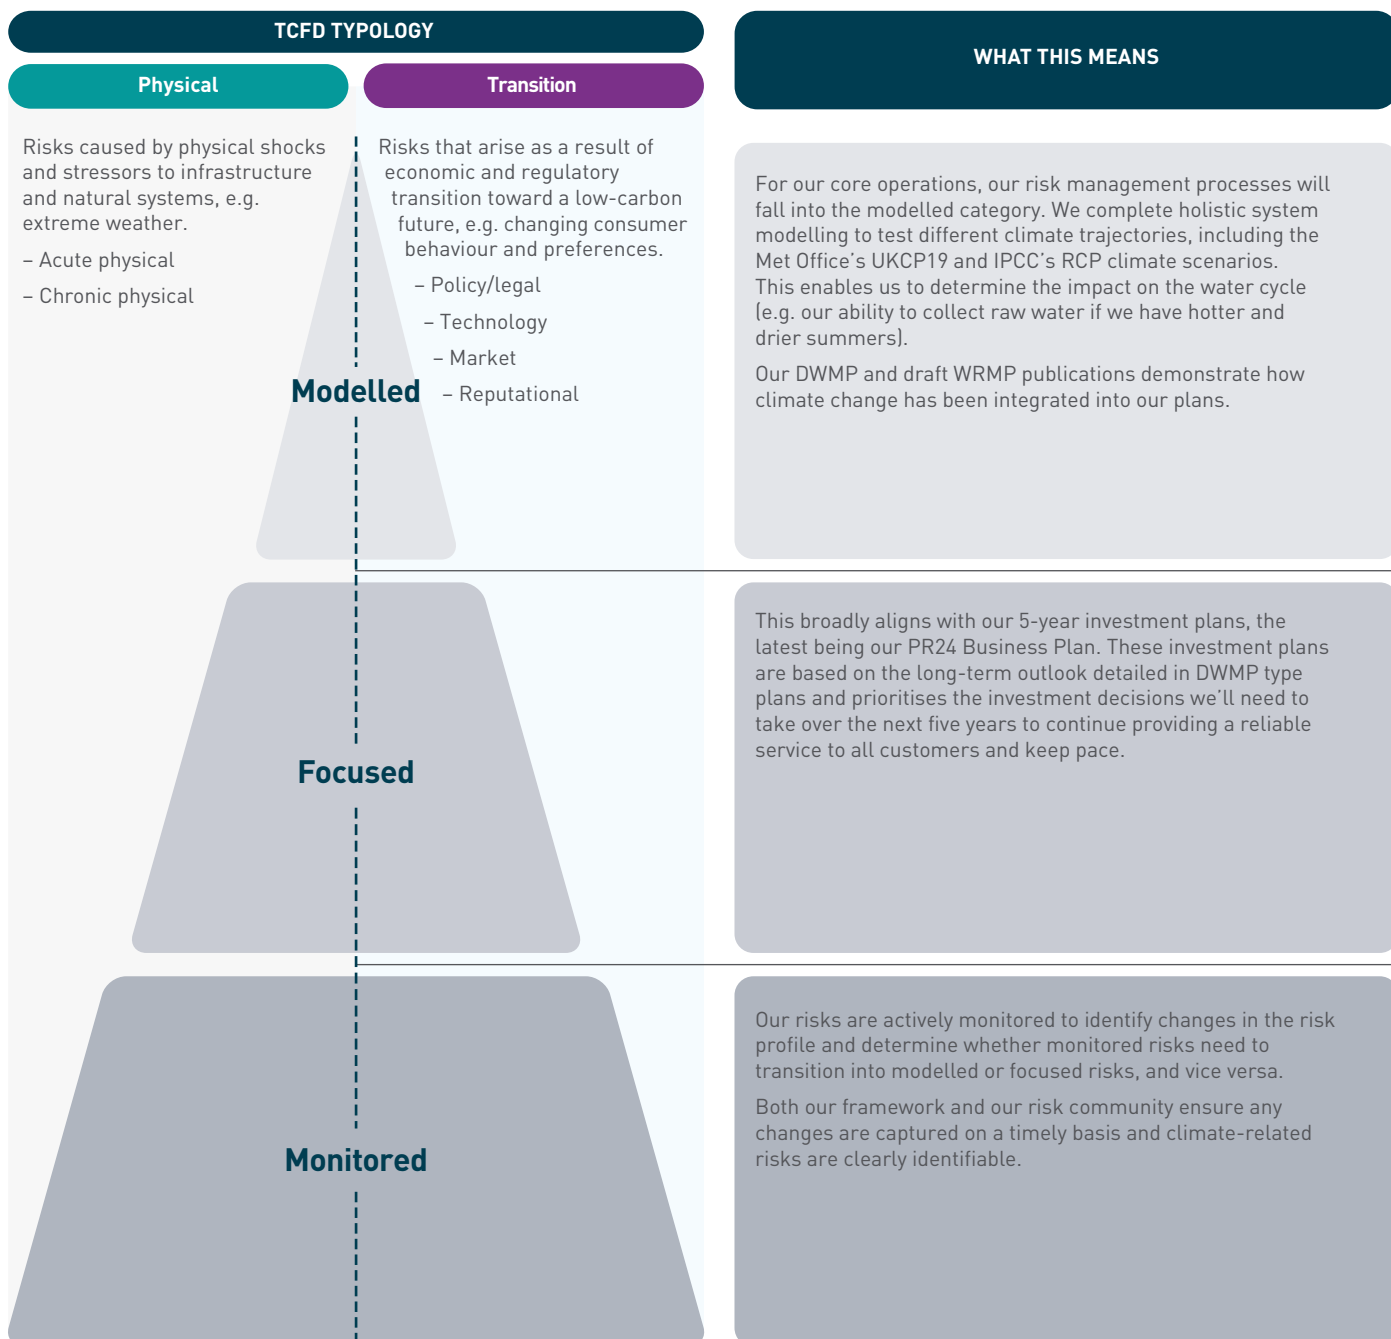 TCFD TYPOLOGY
Physical
Transition
WHAT THIS MEANS
Risks caused by physical shocks
and stressors to infrastructure
and natural systems, e.g.
extreme weather.
– Acute physical
– Chronic physical
Risks that arise as a result of
economic and regulatory
transition toward a low-carbon
future, e.g. changing consumer
behaviour and preferences.
– Policy/legal
– Technology
– Market
– Reputational
Modelled
For our core operations, our risk management processes will
fall into the modelled category. We complete holistic system
modelling to test different climate trajectories, including the
Met Office's UKCP19 and IPCC's RCP climate scenarios.
This enables us to determine the impact on the water cycle
(e.g. our ability to collect raw water if we have hotter and
drier summers).
Our DWMP and draft WRMP publications demonstrate how
climate change has been integrated into our plans.
Focused
This broadly aligns with our 5-year investment plans, the
latest being our PR24 Business Plan. These investment plans
are based on the long-term outlook detailed in DWMP type
plans and prioritises the investment decisions we'll need to
take over the next five years to continue providing a reliable
service to all customers and keep pace.
Monitored
Our risks are actively monitored to identify changes in the risk
profile and determine whether monitored risks need to
transition into modelled or focused risks, and vice versa.
Both our framework and our risk community ensure any
changes are captured on a timely basis and climate-related
risks are clearly identifiable.